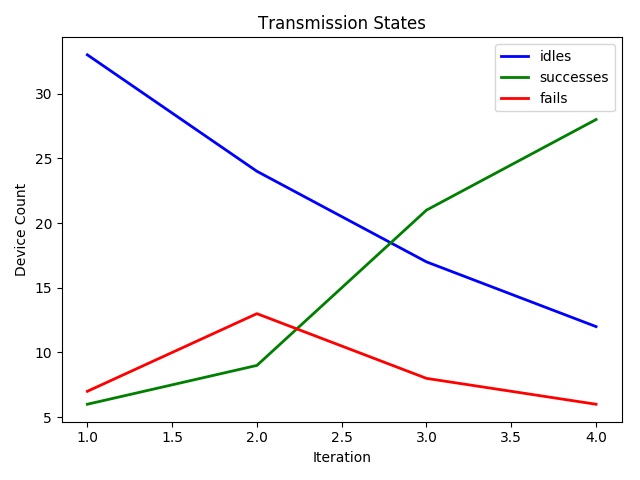 Transmission States
idles
successes
fails
30
25
20
15
10
5
Device Count
1.0 1.5 2.0 2.5 3.0 3.5 4.0
Iteration